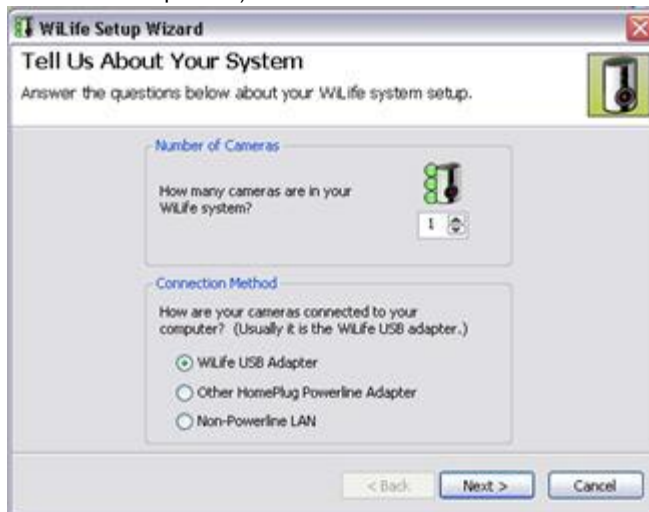 WiLife Setup Wizard
Tell Us About Your System
Answer the questions below about your WiLife system setup.
Number of Cameras
How many cameras are in your
WiLife system?
1
Connection Method
How are your cameras connected to your
computer? (Usually it is the WiLife USB adapter.)
WiLife USB Adapter
Other HomePlug Powerline Adapter
Non-Powerline LAN
< Back Next > Cancel